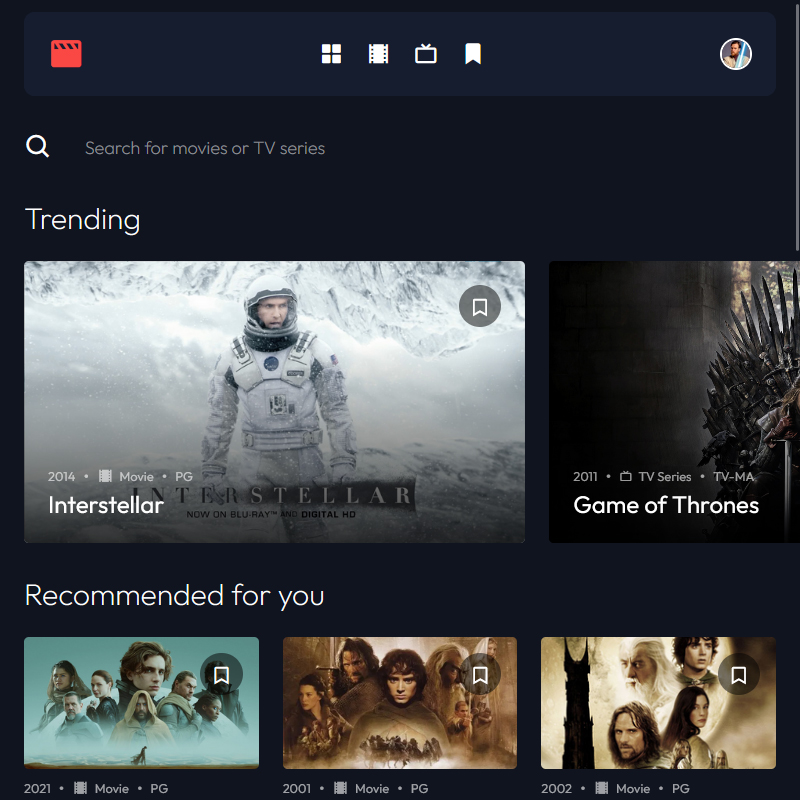 Search for movies or TV series
Trending
2014 • Movie • PG
Interstellar
INTERSTELLAR
NOW ON BLU-RAY™ AND DIGITAL HD
2011 • TV Series • TV-MA
Game of Thrones
Recommended for you
2021 • Movie • PG
2001 • Movie • PG
2002 • Movie • PG